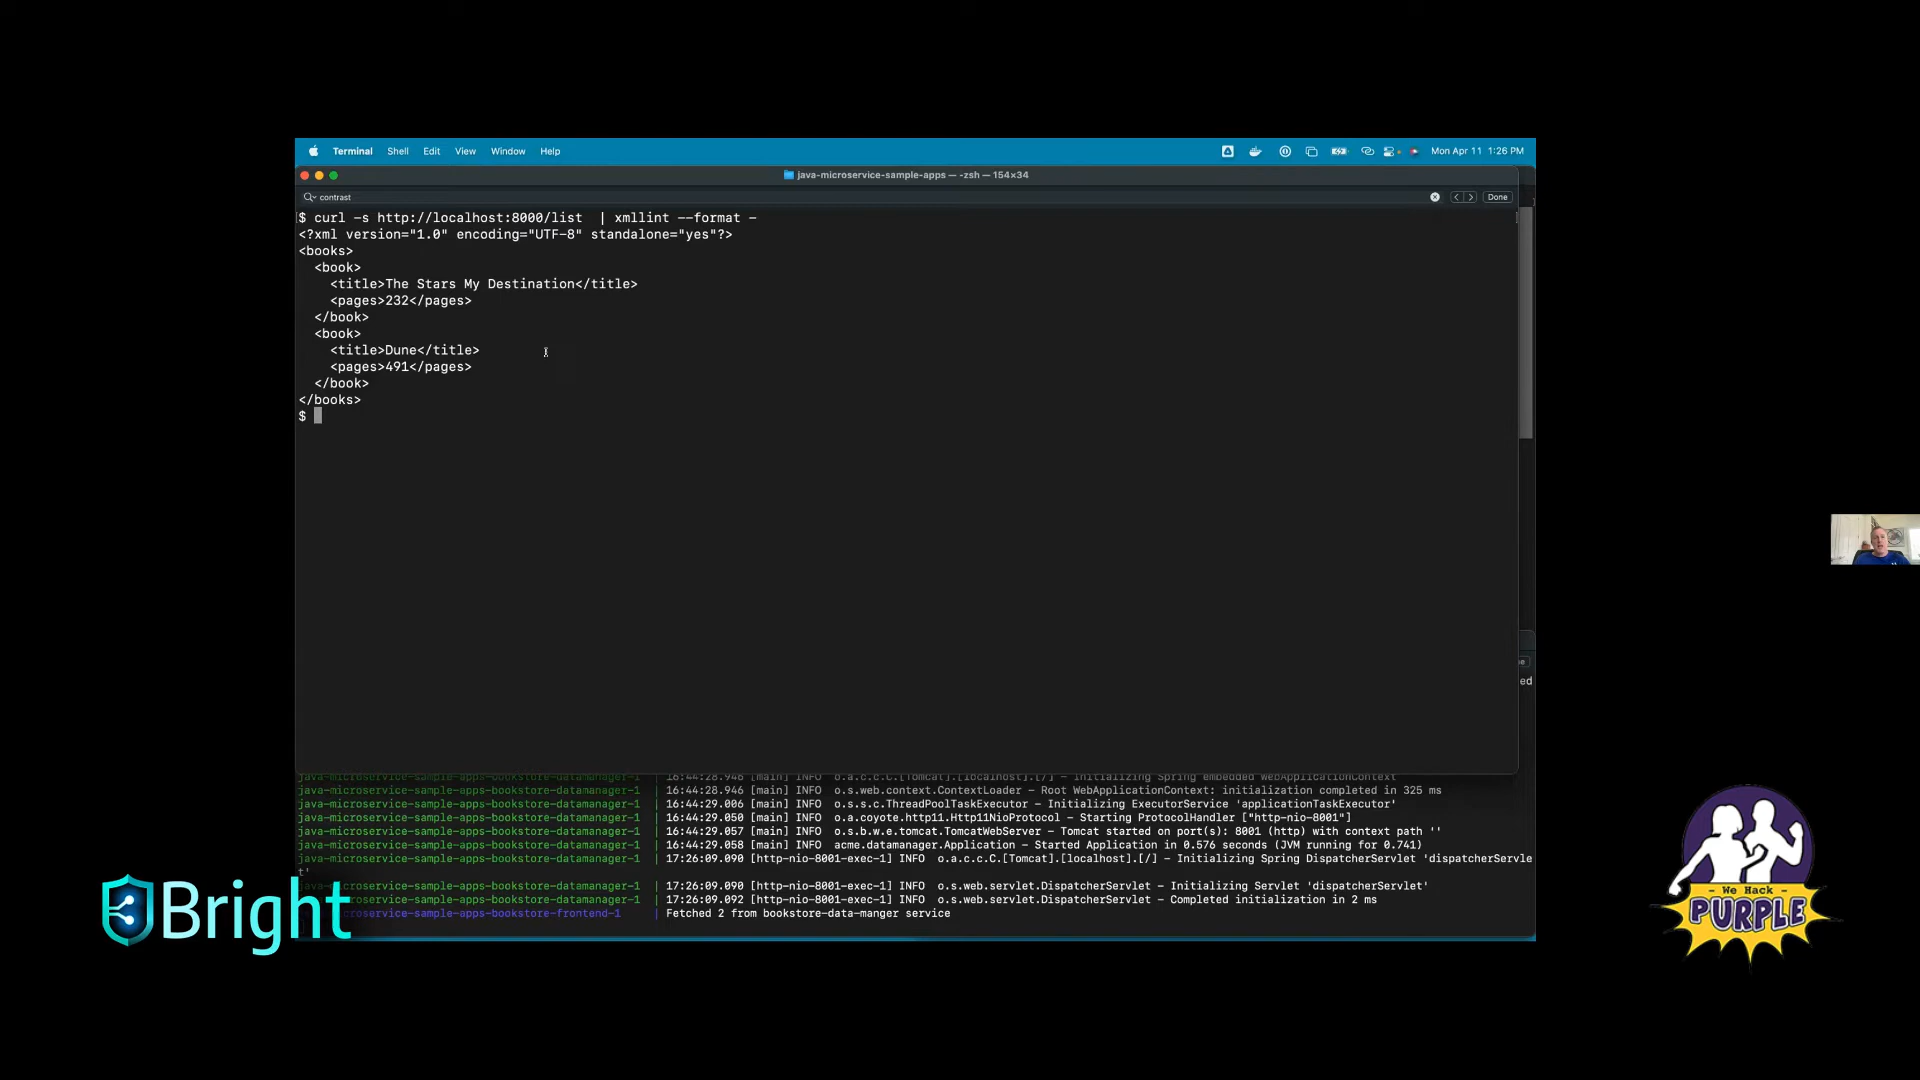 Terminal Shell Edit View Window Help Mon Apr 11 1:26 PM
java-microservice-sample-apps — -zsh — 154×34
contrast Done
$ curl -s http://localhost:8000/list | xmllint --format -
<?xml version="1.0" encoding="UTF-8" standalone="yes"?>
<books>
<book>
<title>The Stars My Destination</title>
<pages>232</pages>
</book>
<book>
<title>Dune</title>
<pages>491</pages>
</book>
</books>
$
ed
java-microservice-sample-apps-bookstore-datamanager-1 | 16:44:28.946 [main] INFO o.a.c.c.C.[Tomcat].[localhost].[/] - Initializing Spring embedded WebApplicationContext
java-microservice-sample-apps-bookstore-datamanager-1 | 16:44:28.946 [main] INFO o.s.web.context.ContextLoader - Root WebApplicationContext: initialization completed in 325 ms
java-microservice-sample-apps-bookstore-datamanager-1 | 16:44:29.006 [main] INFO o.s.s.c.ThreadPoolTaskExecutor - Initializing ExecutorService 'applicationTaskExecutor'
java-microservice-sample-apps-bookstore-datamanager-1 | 16:44:29.050 [main] INFO o.a.coyote.http11.Http11NioProtocol - Starting ProtocolHandler ["http-nio-8001"]
java-microservice-sample-apps-bookstore-datamanager-1 | 16:44:29.057 [main] INFO o.s.b.w.e.tomcat.TomcatWebServer - Tomcat started on port(s): 8001 (http) with context path ''
java-microservice-sample-apps-bookstore-datamanager-1 | 16:44:29.058 [main] INFO acme.datamanager.Application - Started Application in 0.576 seconds (JVM running for 0.741)
java-microservice-sample-apps-bookstore-datamanager-1 | 17:26:09.090 [http-nio-8001-exec-1] INFO o.a.c.c.C.[Tomcat].[localhost].[/] - Initializing Spring DispatcherServlet 'dispatcherServle
t'
java-microservice-sample-apps-bookstore-datamanager-1 | 17:26:09.090 [http-nio-8001-exec-1] INFO o.s.web.servlet.DispatcherServlet - Initializing Servlet 'dispatcherServlet'
-microservice-sample-apps-bookstore-datamanager-1 | 17:26:09.092 [http-nio-8001-exec-1] INFO o.s.web.servlet.DispatcherServlet - Completed initialization in 2 ms
microservice-sample-apps-bookstore-frontend-1 | Fetched 2 from bookstore-data-manger service
Bright
- We Hack -
PURPLE